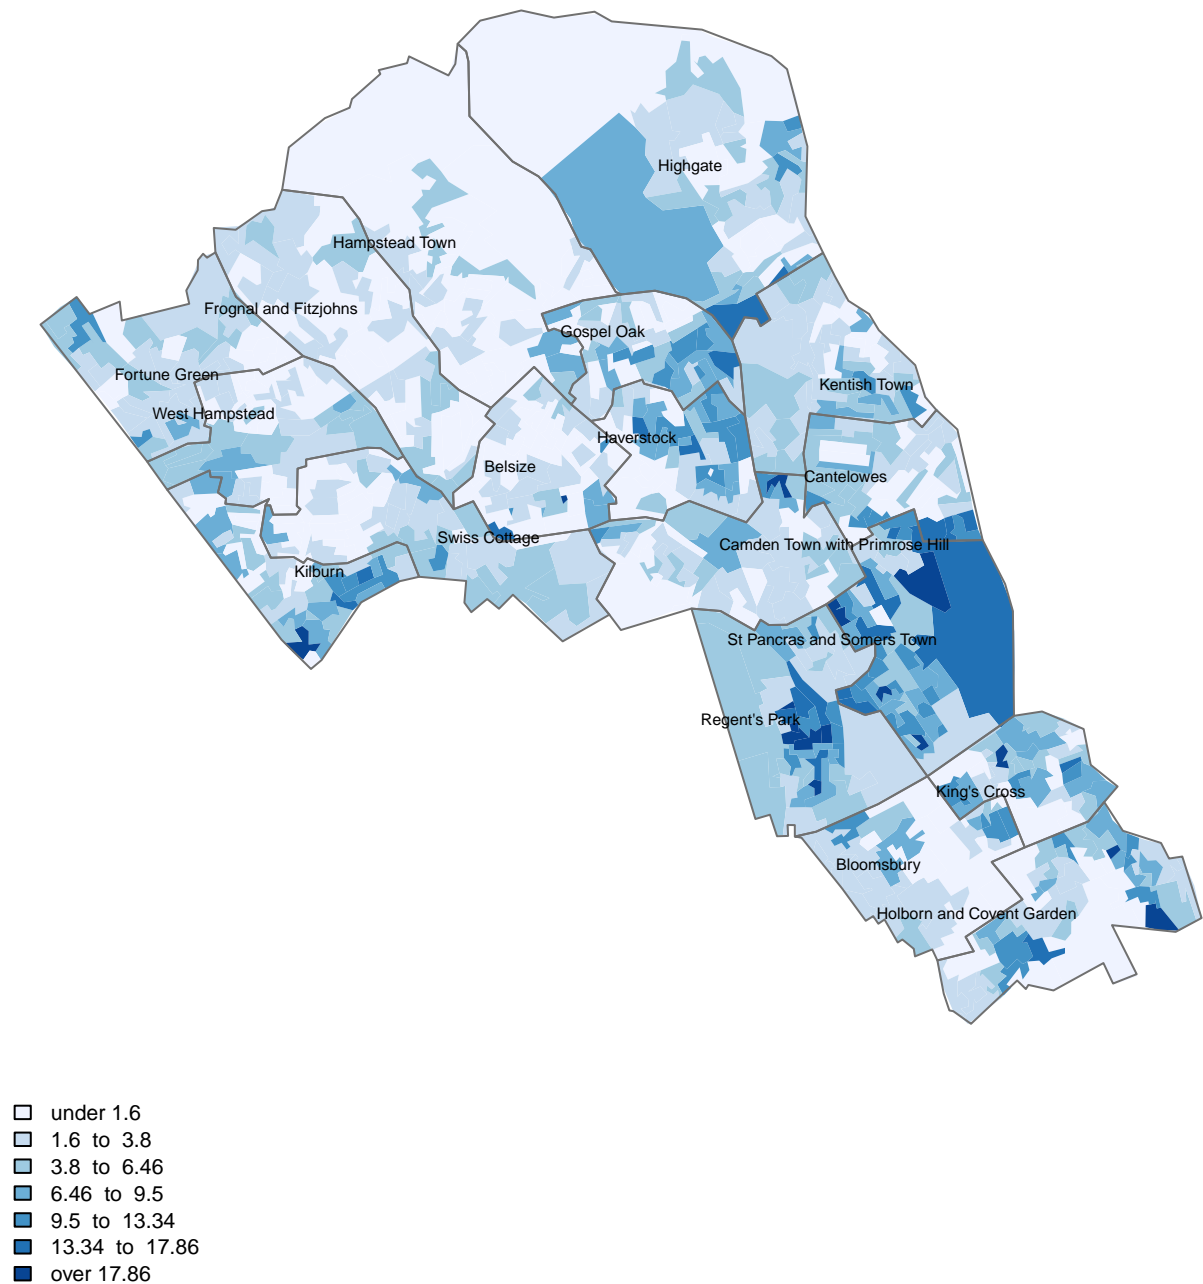 Highgate
Hampstead Town
Frognal and Fitzjohns
Gospel Oak
Fortune Green
Kentish Town
West Hampstead
Haverstock
Belsize
Cantelowes
Swiss Cottage
Camden Town with Primrose Hill
Kilburn
St Pancras and Somers Town
Regent's Park
King's Cross
Bloomsbury
Holborn and Covent Garden
under 1.6
1.6 to 3.8
3.8 to 6.46
6.46 to 9.5
9.5 to 13.34
13.34 to 17.86
over 17.86